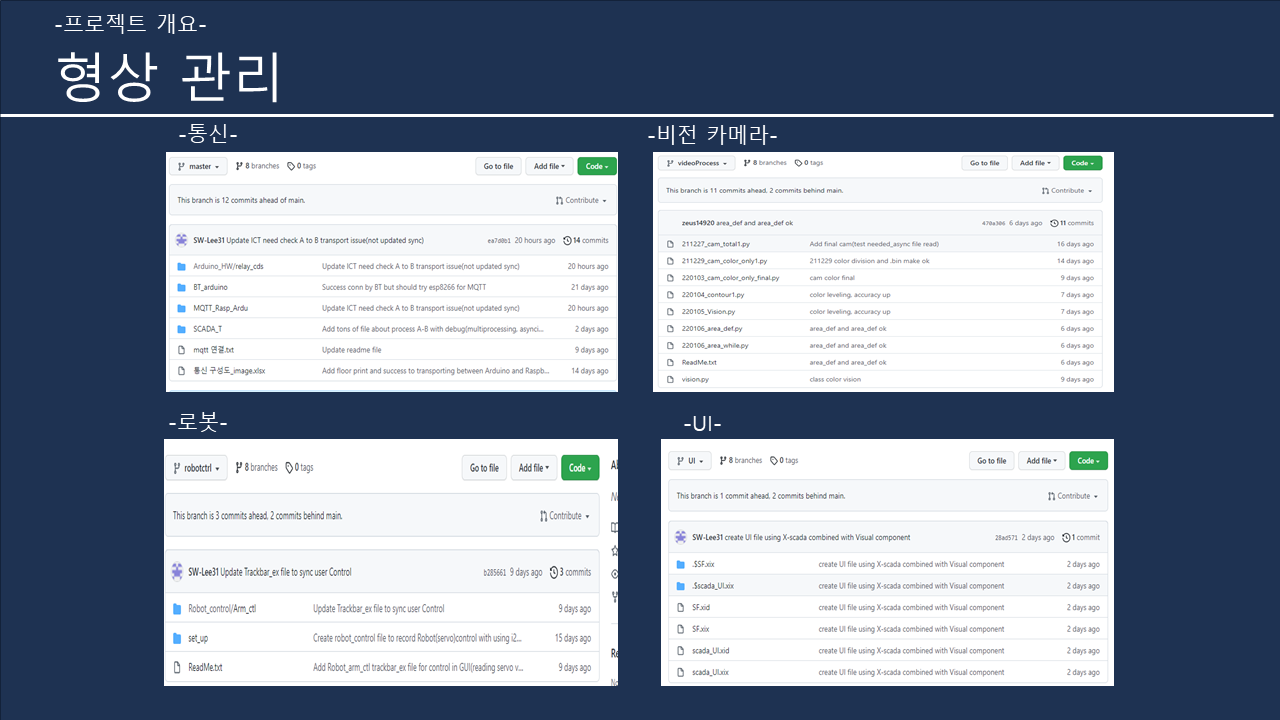 -프로젝트 개요-
형상 관리
-통신-
master
8 branches 0 tags
Go to file Add file Code
This branch is 12 commits ahead of main.
Contribute
SW-Lee31 Update ICT need check A to B transport issue(not updated sync) ea7d0b1 20 hours ago 14 commits
Arduino_HW/relay_cds Update ICT need check A to B transport issue(not updated sync) 20 hours ago
BT_arduino Success conn by BT but should try esp8266 for MQTT 21 days ago
MQTT_Rasp_Ardu Update ICT need check A to B transport issue(not updated sync) 20 hours ago
SCADA_T Add tons of file about process A-B with debug(multiprocessing, asynci... 2 days ago
mqtt 연결.txt Update readme file 9 days ago
통신 구성도_image.xlsx Add floor print and success to transporting between Arduino and Raspb... 14 days ago
-비전 카메라-
videoProcess
8 branches 0 tags
Go to file Add file Code
This branch is 11 commits ahead, 2 commits behind main.
Contribute
zeus14920 area_def and area_def ok 470a306 6 days ago 11 commits
211227_cam_total1.py Add final cam(test needed_async file read) 16 days ago
211229_cam_color_only1.py 211229 color division and .bin make ok 14 days ago
220103_cam_color_only_final.py cam color final 9 days ago
220104_contour1.py color leveling, accuracy up 7 days ago
220105_Vision.py color leveling, accuracy up 7 days ago
220106_area_def.py area_def and area_def ok 6 days ago
220106_area_while.py area_def and area_def ok 6 days ago
ReadMe.txt area_def and area_def ok 6 days ago
vision.py class color vision 9 days ago
-로봇-
robotctrl
8 branches 0 tags
Go to file Add file Code
This branch is 3 commits ahead, 2 commits behind main.
Contribute
SW-Lee31 Update Trackbar_ex file to sync user Control b285661 9 days ago 3 commits
Robot_control/Arm_ctl Update Trackbar_ex file to sync user Control 9 days ago
set_up Create robot_control file to record Robot(servo)control with using i2... 15 days ago
ReadMe.txt Add Robot_arm_ctl trackbar_ex file for control in GUI(reading servo v... 9 days ago
-UI-
UI
8 branches 0 tags
Go to file Add file Code
This branch is 1 commit ahead, 2 commits behind main.
Contribute
SW-Lee31 create UI file using X-scada combined with Visual component 28ad571 2 days ago 1 commit
.$SF.xix create UI file using X-scada combined with Visual component 2 days ago
.$scada_UI.xix create UI file using X-scada combined with Visual component 2 days ago
SF.xid create UI file using X-scada combined with Visual component 2 days ago
SF.xix create UI file using X-scada combined with Visual component 2 days ago
scada_UI.xid create UI file using X-scada combined with Visual component 2 days ago
scada_UI.xix create UI file using X-scada combined with Visual component 2 days ago